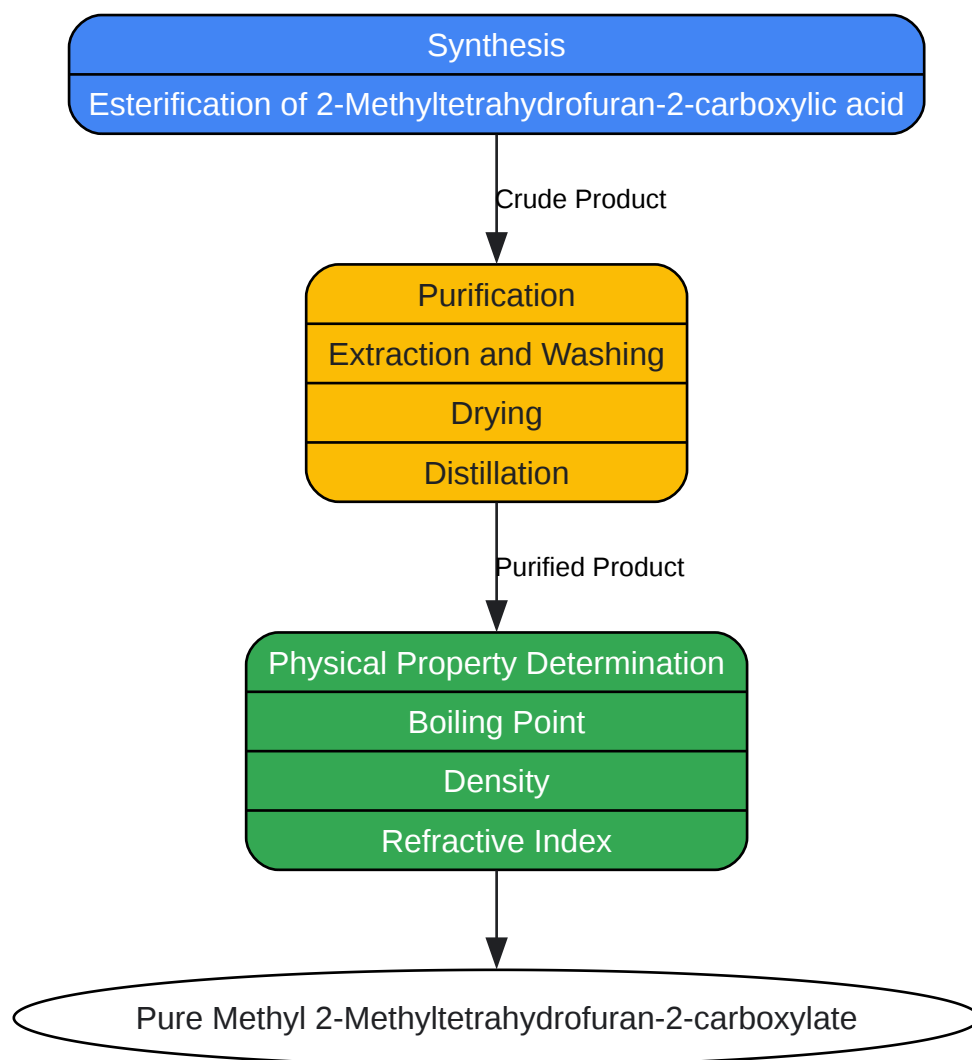 Synthesis
Esterification of 2-Methyltetrahydrofuran-2-carboxylic acid
Crude Product
Purification
Extraction and Washing
Drying
Distillation
Purified Product
Physical Property Determination
Boiling Point
Density
Refractive Index
Pure Methyl 2-Methyltetrahydrofuran-2-carboxylate